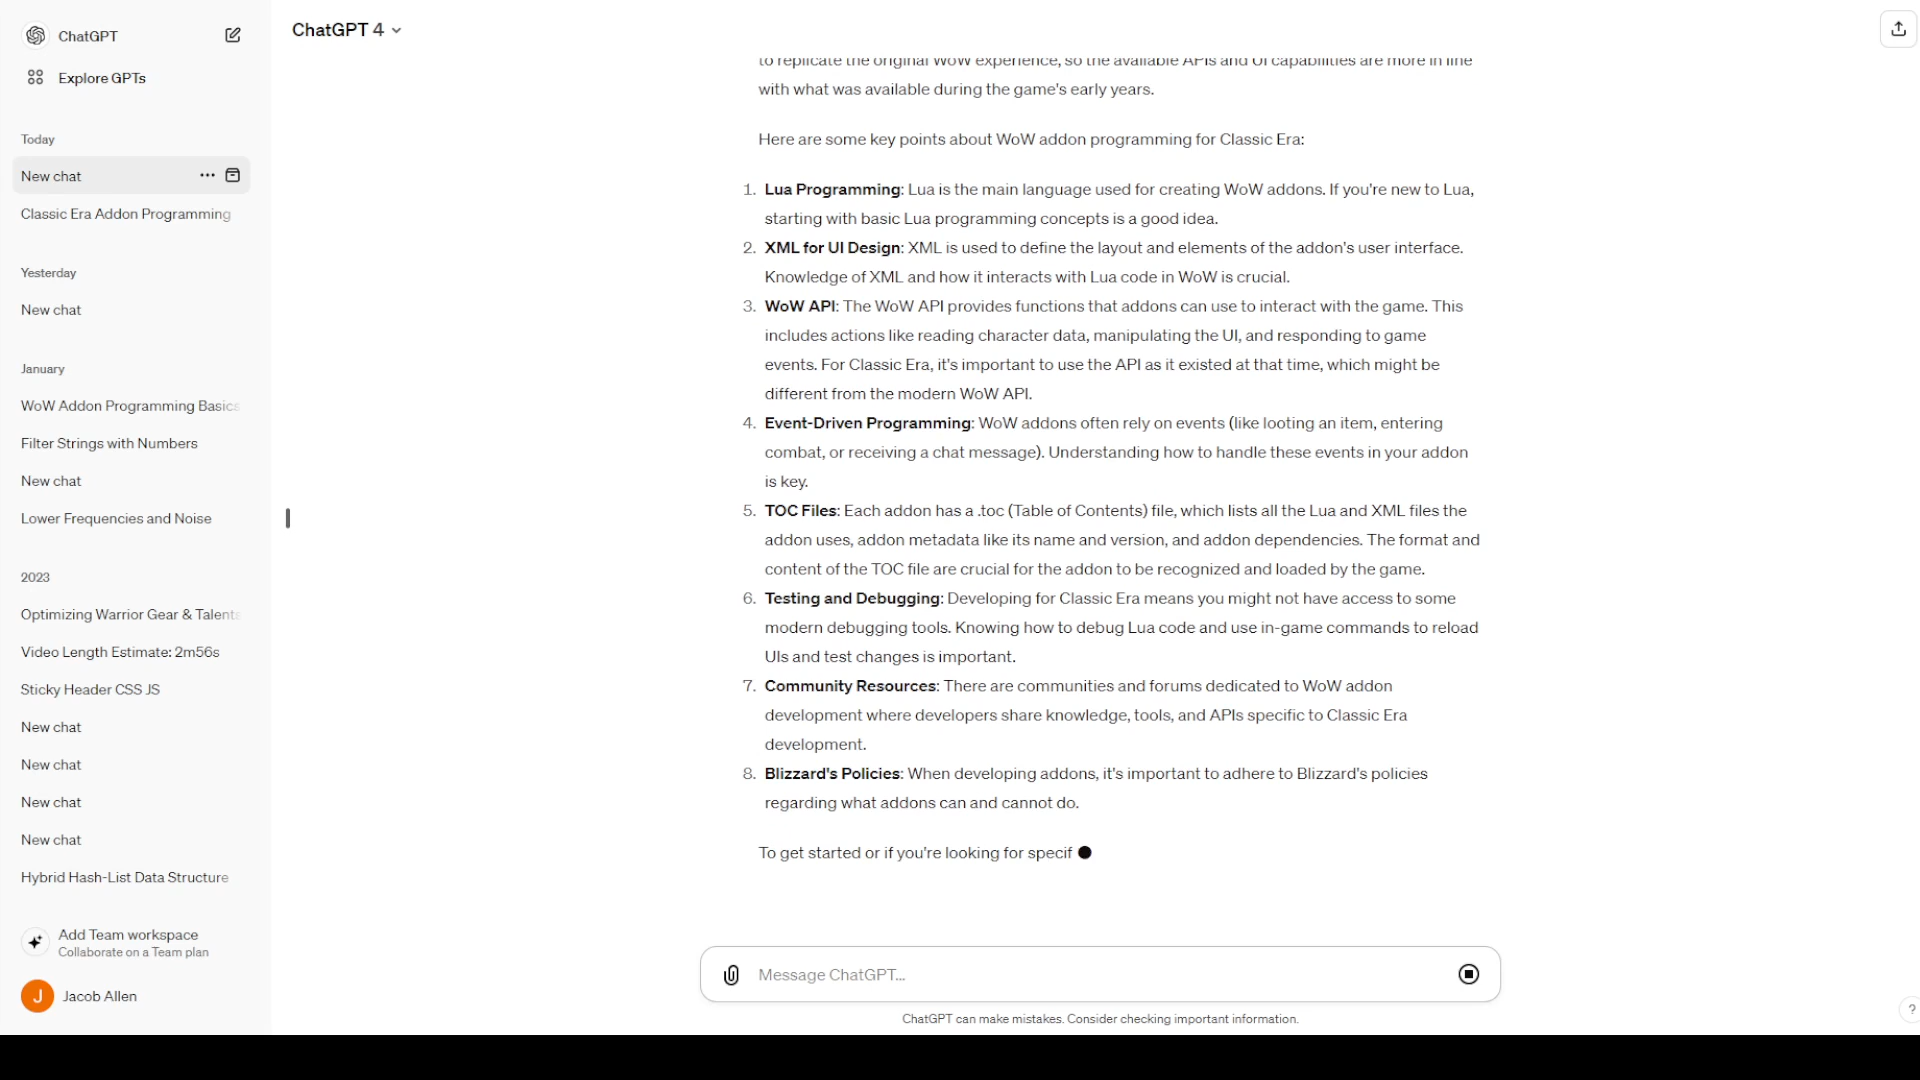 ChatGPT
Explore GPTs
Today
New chat
Classic Era Addon Programming
Yesterday
New chat
January
WoW Addon Programming Basics
Filter Strings with Numbers
New chat
Lower Frequencies and Noise
2023
Optimizing Warrior Gear & Talents
Video Length Estimate: 2m56s
Sticky Header CSS JS
New chat
New chat
New chat
New chat
Hybrid Hash-List Data Structure
Add Team workspace
Collaborate on a Team plan
J
Jacob Allen
ChatGPT 4
to replicate the original WoW experience, so the available APIs and UI capabilities are more in line
with what was available during the game's early years.
Here are some key points about WoW addon programming for Classic Era:
1. Lua Programming: Lua is the main language used for creating WoW addons. If you're new to Lua,
starting with basic Lua programming concepts is a good idea.
2. XML for UI Design: XML is used to define the layout and elements of the addon's user interface.
Knowledge of XML and how it interacts with Lua code in WoW is crucial.
3. WoW API: The WoW API provides functions that addons can use to interact with the game. This
includes actions like reading character data, manipulating the UI, and responding to game
events. For Classic Era, it's important to use the API as it existed at that time, which might be
different from the modern WoW API.
4. Event-Driven Programming: WoW addons often rely on events (like looting an item, entering
combat, or receiving a chat message). Understanding how to handle these events in your addon
is key.
5. TOC Files: Each addon has a .toc (Table of Contents) file, which lists all the Lua and XML files the
addon uses, addon metadata like its name and version, and addon dependencies. The format and
content of the TOC file are crucial for the addon to be recognized and loaded by the game.
6. Testing and Debugging: Developing for Classic Era means you might not have access to some
modern debugging tools. Knowing how to debug Lua code and use in-game commands to reload
UIs and test changes is important.
7. Community Resources: There are communities and forums dedicated to WoW addon
development where developers share knowledge, tools, and APIs specific to Classic Era
development.
8. Blizzard's Policies: When developing addons, it's important to adhere to Blizzard's policies
regarding what addons can and cannot do.
To get started or if you're looking for specif
Message ChatGPT...
ChatGPT can make mistakes. Consider checking important information.
?